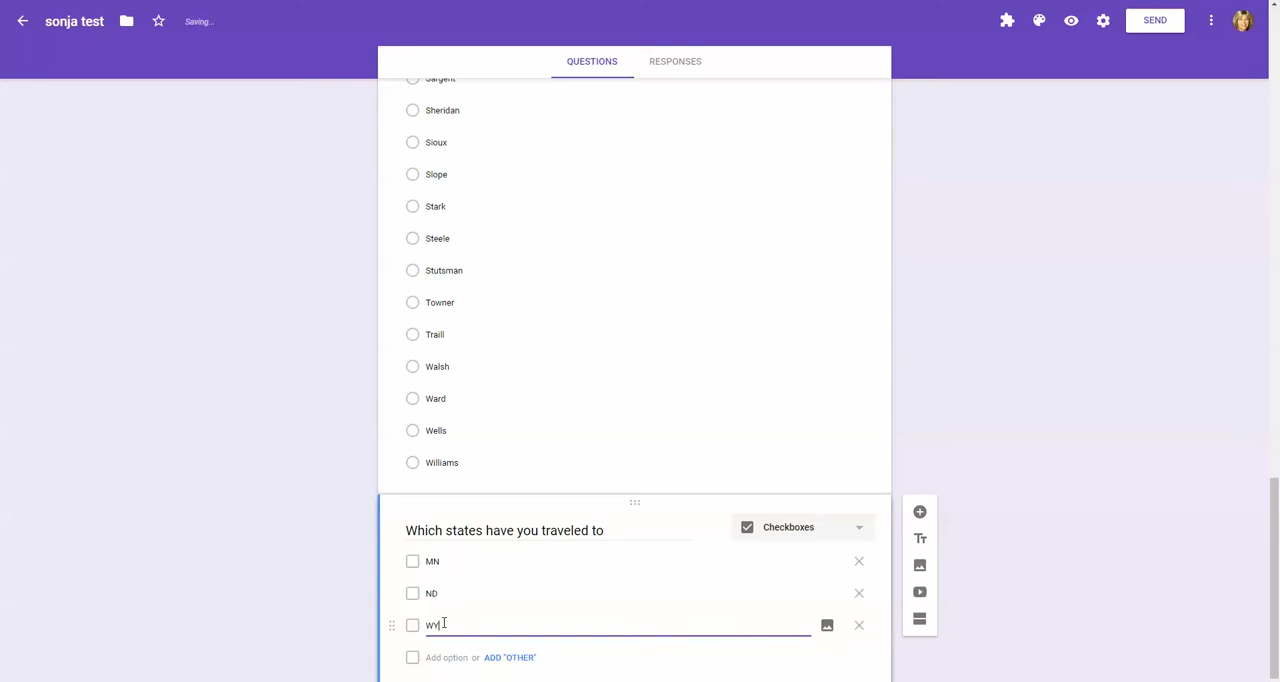 sonja test
Saving...
SEND
QUESTIONS
RESPONSES
Sargent
Sheridan
Sioux
Slope
Stark
Steele
Stutsman
Towner
Traill
Walsh
Ward
Wells
Williams
Which states have you traveled to
Checkboxes
MN
ND
WY
Add option or ADD "OTHER"
Tт